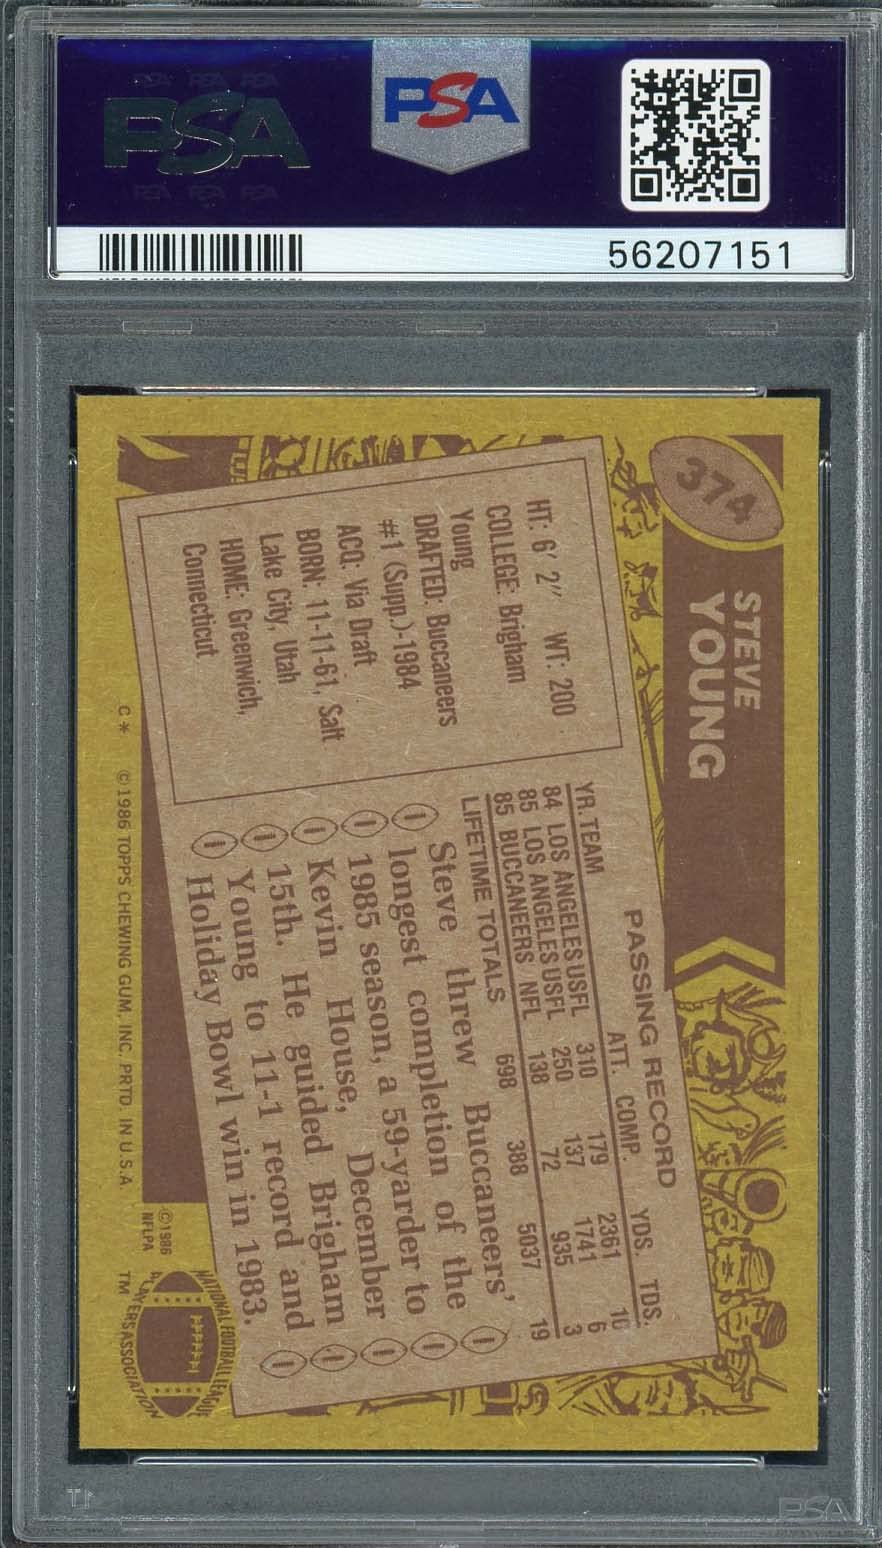 PSA
PSA
56207151
374
STEVE
YOUNG
HT: 6' 2" WT: 200
COLLEGE: Brigham
Young
DRAFTED: Buccaneers
#1 (Supp.)-1984
ACQ: Via Draft
BORN: 11-11-61, Salt
Lake City, Utah
HOME: Greenwich,
Connecticut
PASSING RECORD
YR. TEAM ATT. COMP. YDS. TDS.
84 LOS ANGELES USFL 310 179 2361 10
85 LOS ANGELES USFL 250 137 1741 6
85 BUCCANEERS NFL 138 72 935 3
LIFETIME TOTALS 698 388 5037 19
Steve threw Buccaneers'
longest completion of the
1985 season, a 59-yarder to
Kevin House, December
15th. He guided Brigham
Young to 11-1 record and
Holiday Bowl win in 1983.
C* ©1986 TOPPS CHEWING GUM, INC. PRTD. IN U.S.A.
©1986
NFLPA
NATIONAL FOOTBALL LEAGUE
PLAYERS ASSOCIATION
TM
PSA